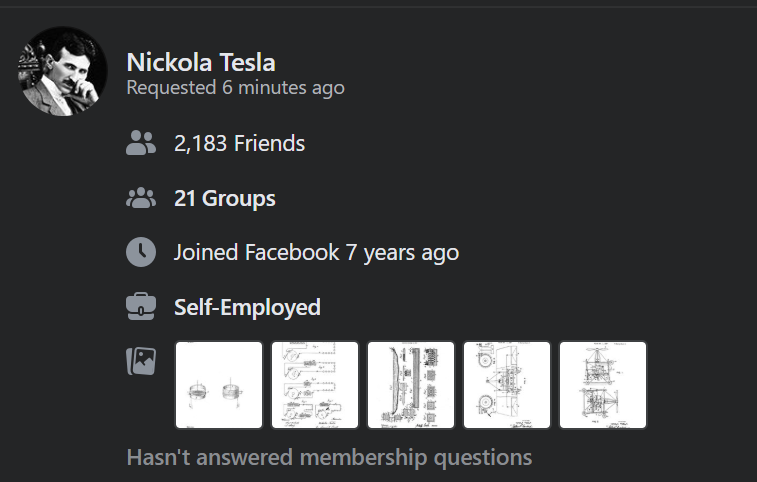 Nickola Tesla
Requested 6 minutes ago
2,183 Friends
21 Groups
Joined Facebook 7 years ago
Self-Employed
Hasn't answered membership questions